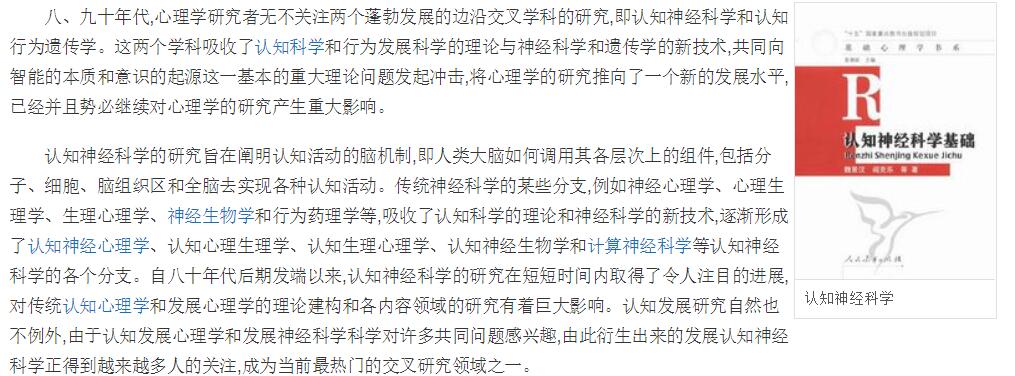 八、九十年代,心理学研究者无不关注两个蓬勃发展的边沿交叉学科的研究,即认知神经科学和认知
行为遗传学。这两个学科吸收了认知科学和行为发展科学的理论与神经科学和遗传学的新技术,共同向
智能的本质和意识的起源这一基本的重大理论问题发起冲击,将心理学的研究推向了一个新的发展水平,
已经并且势必继续对心理学的研究产生重大影响。
认知神经科学的研究旨在阐明认知活动的脑机制,即人类大脑如何调用其各层次上的组件,包括分
子、细胞、脑组织区和全脑去实现各种认知活动。传统神经科学的某些分支,例如神经心理学、心理生
理学、生理心理学、神经生物学和行为药理学等,吸收了认知科学的理论和神经科学的新技术,逐渐形成
了认知神经心理学、认知心理生理学、认知生理心理学、认知神经生物学和计算神经科学等认知神经
科学的各个分支。自八十年代后期发端以来,认知神经科学的研究在短短时间内取得了令人注目的进展,
对传统认知心理学和发展心理学的理论建构和各内容领域的研究有着巨大影响。认知发展研究自然也
不例外,由于认知发展心理学和发展神经科学科学对许多共同问题感兴趣,由此衍生出来的发展认知神经
科学正得到越来越多人的关注,成为当前最热门的交叉研究领域之一。
基础心理学书系
R
认知神经科学基础
Renzhi Shenjing Kexue Jichu
魏景汉 阎克乐 等 著
人民教育出版社
认知神经科学